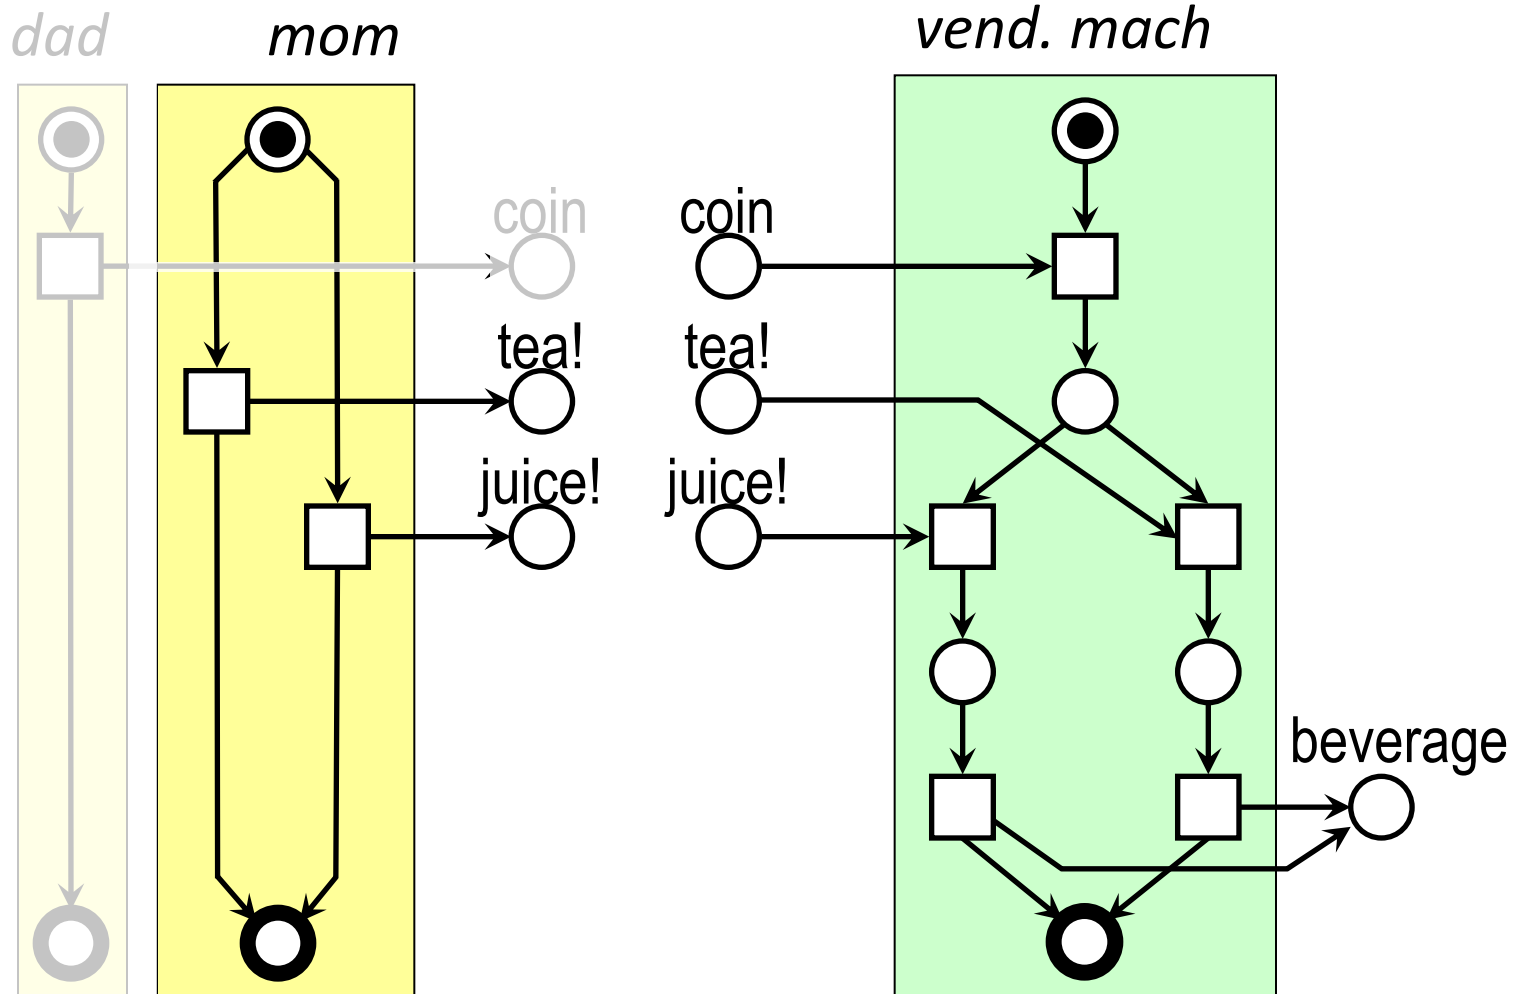 dad
mom
vend. mach
coin
coin
tea!
tea!
juice!
juice!
beverage